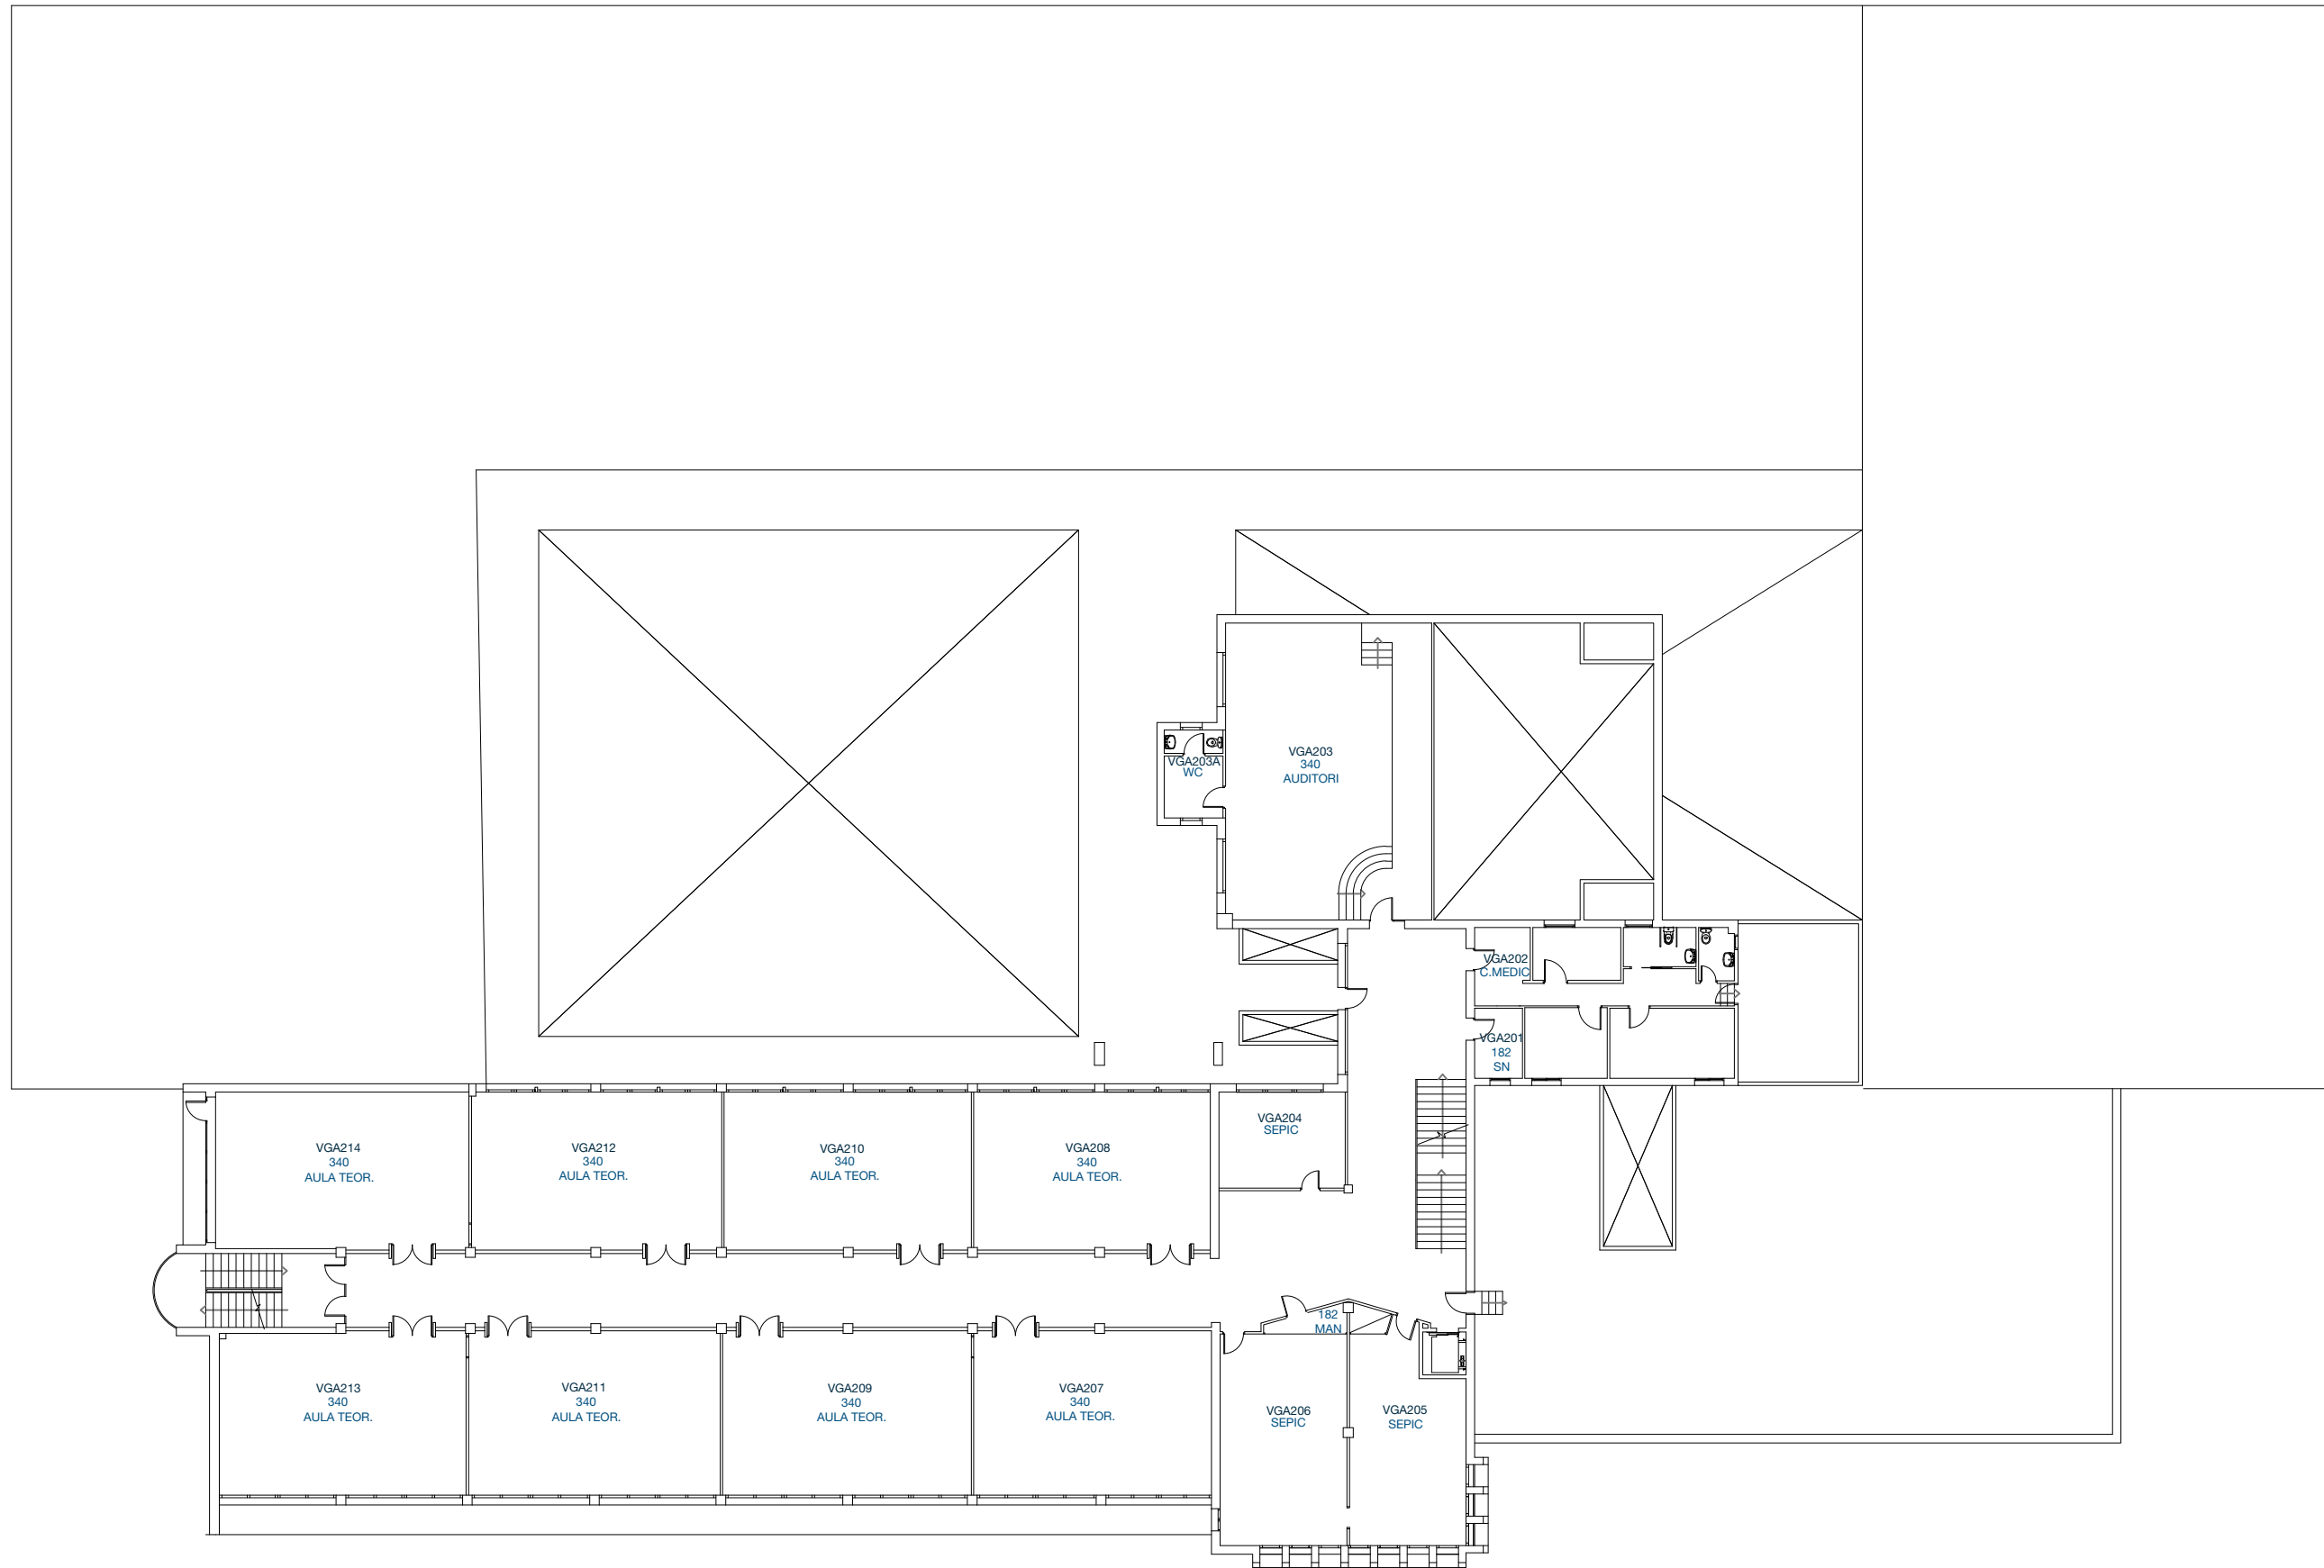 VGA203
340
AUDITORI
VGA203A
WC
VGA202
C.MEDIC
VGA201
182
SN
VGA204
SEPIC
VGA214
340
AULA TEOR.
VGA212
340
AULA TEOR.
VGA210
340
AULA TEOR.
VGA208
340
AULA TEOR.
182
MAN
VGA213
340
AULA TEOR.
VGA211
340
AULA TEOR.
VGA209
340
AULA TEOR.
VGA207
340
AULA TEOR.
VGA206
SEPIC
VGA205
SEPIC